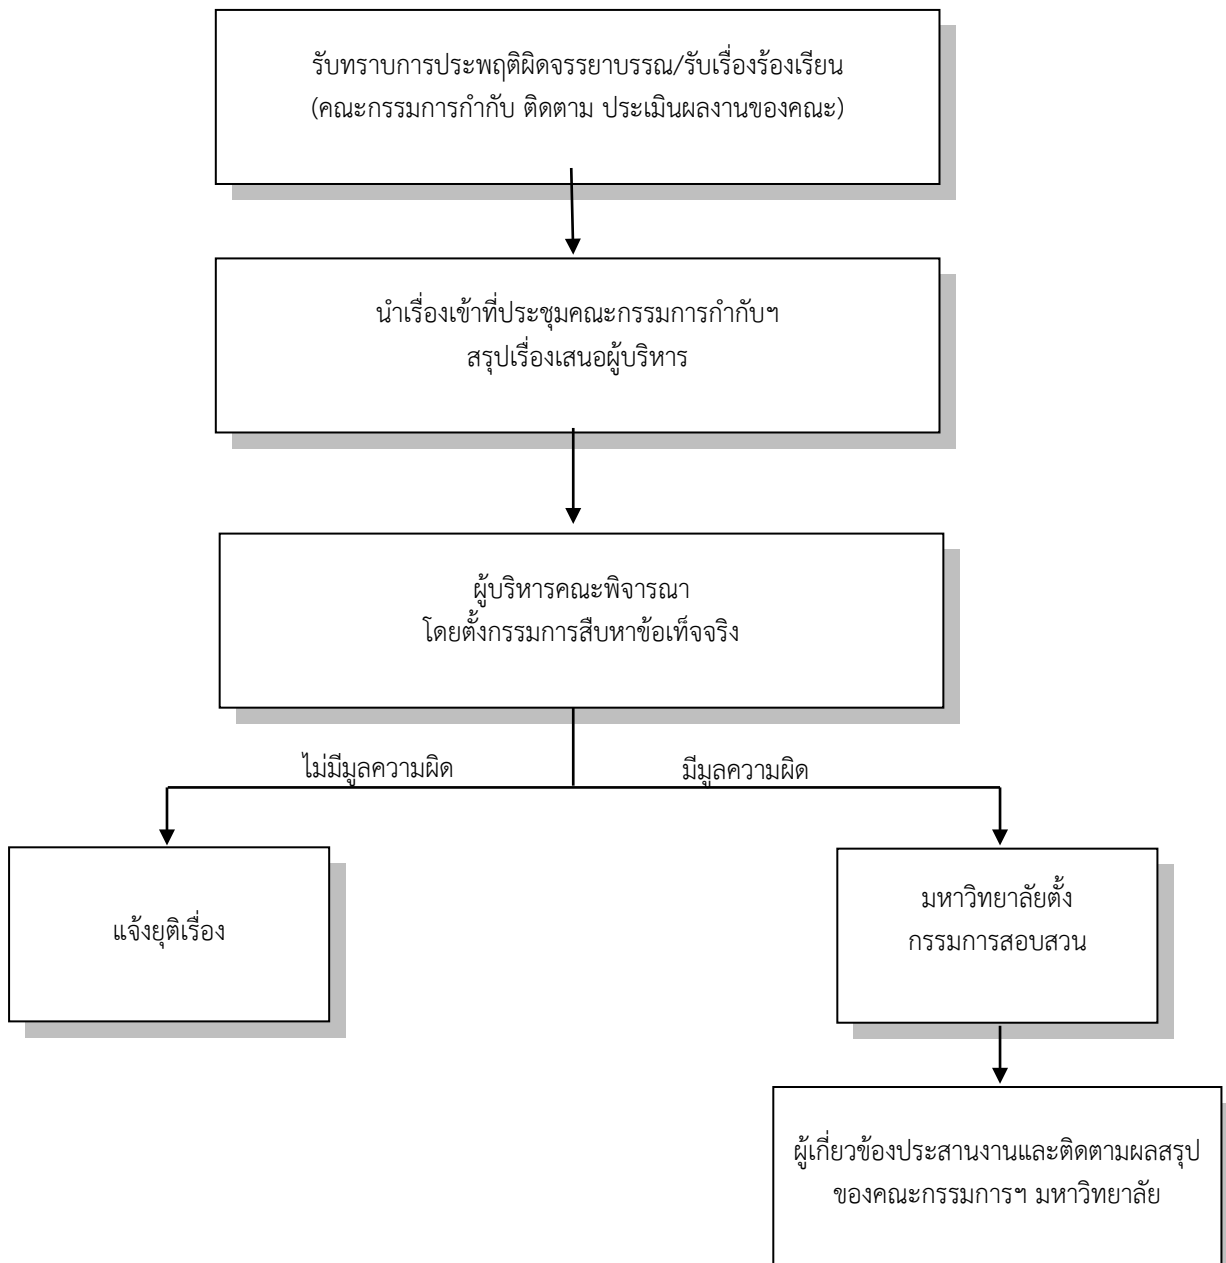 รับทราบการประพฤติผิดจรรยาบรรณ/รับเรื่องร้องเรียน
(คณะกรรมการกำกับ ติดตาม ประเมินผลงานของคณะ)
นำเรื่องเข้าที่ประชุมคณะกรรมการกำกับฯ
สรุปเรื่องเสนอผู้บริหาร
ผู้บริหารคณะพิจารณา
โดยตั้งกรรมการสืบหาข้อเท็จจริง
ไม่มีมูลความผิด
มีมูลความผิด
แจ้งยุติเรื่อง
มหาวิทยาลัยตั้ง
กรรมการสอบสวน
ผู้เกี่ยวข้องประสานงานและติดตามผลสรุป
ของคณะกรรมการฯ มหาวิทยาลัย